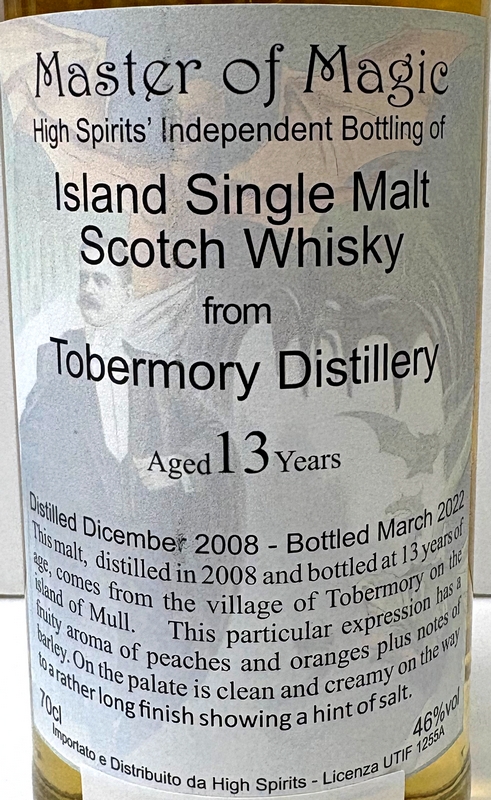 Master of Magic
High Spirits' Independent Bottling of
Island Single Malt
Scotch Whisky
from
Tobermory Distillery
Aged 13 Years
Distilled Dicember 2008 - Bottled March 2022
This malt, distilled in 2008 and bottled at 13 years of
age, comes from the village of Tobermory on the
island of Mull. This particular expression has a
fruity aroma of peaches and oranges plus notes of
barley. On the palate is clean and creamy on the way
to a rather long finish showing a hint of salt.
70cl 46%vol
Importato e Distribuito da High Spirits - Licenza UTIF 1255A